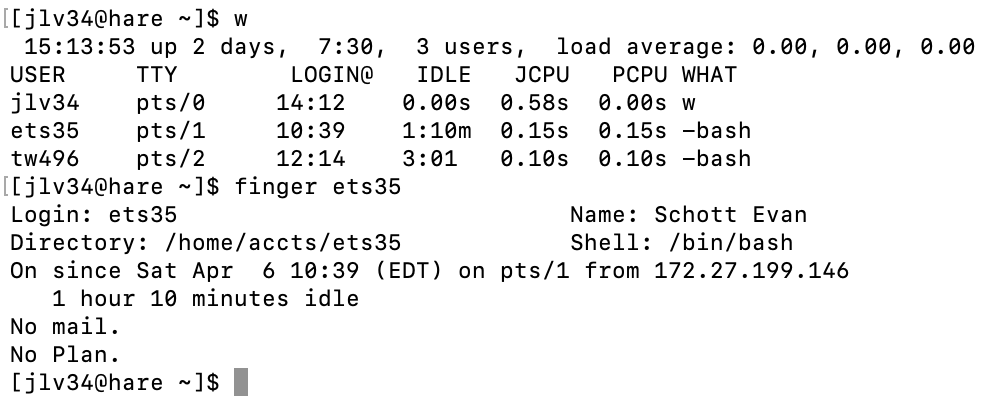 [[jlv34@hare ~]$ w
 15:13:53 up 2 days,  7:30,  3 users,  load average: 0.00, 0.00, 0.00
USER     TTY        LOGIN@   IDLE   JCPU   PCPU WHAT
jlv34    pts/0     14:12    0.00s  0.58s  0.00s w
ets35    pts/1     10:39    1:10m  0.15s  0.15s -bash
tw496    pts/2     12:14    3:01   0.10s  0.10s -bash
[[jlv34@hare ~]$ finger ets35
Login: ets35                            Name: Schott Evan
Directory: /home/accts/ets35            Shell: /bin/bash
On since Sat Apr  6 10:39 (EDT) on pts/1 from 172.27.199.146
   1 hour 10 minutes idle
No mail.
No Plan.
[jlv34@hare ~]$